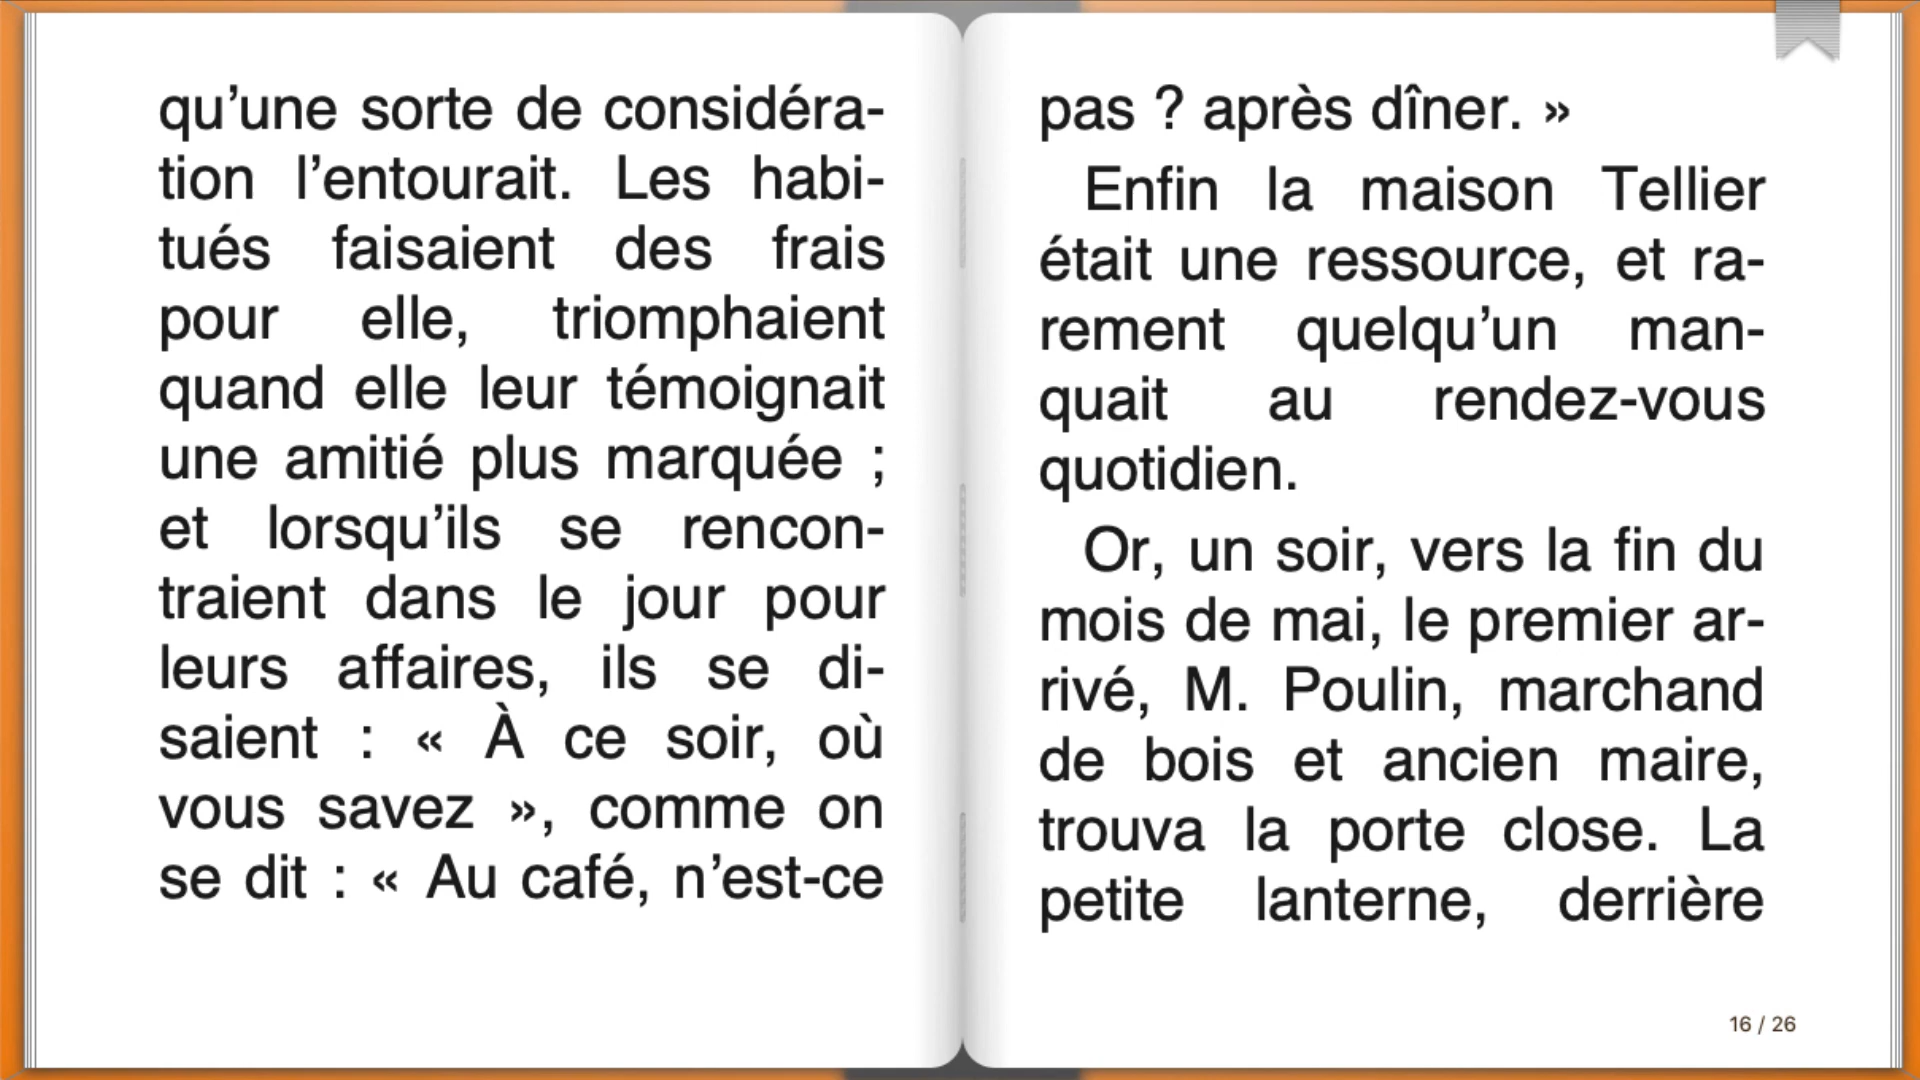 qu’une sorte de considéra-
tion l’entourait. Les habi-
tués faisaient des frais
pour elle, triomphaient
quand elle leur témoignait
une amitié plus marquée ;
et lorsqu’ils se rencon-
traient dans le jour pour
leurs affaires, ils se di-
saient : « À ce soir, où
vous savez », comme on
se dit : « Au café, n’est-ce
pas ? après dîner. »
Enfin la maison Tellier
était une ressource, et ra-
rement quelqu’un man-
quait au rendez-vous
quotidien.
Or, un soir, vers la fin du
mois de mai, le premier ar-
rivé, M. Poulin, marchand
de bois et ancien maire,
trouva la porte close. La
petite lanterne, derrière
16 / 26